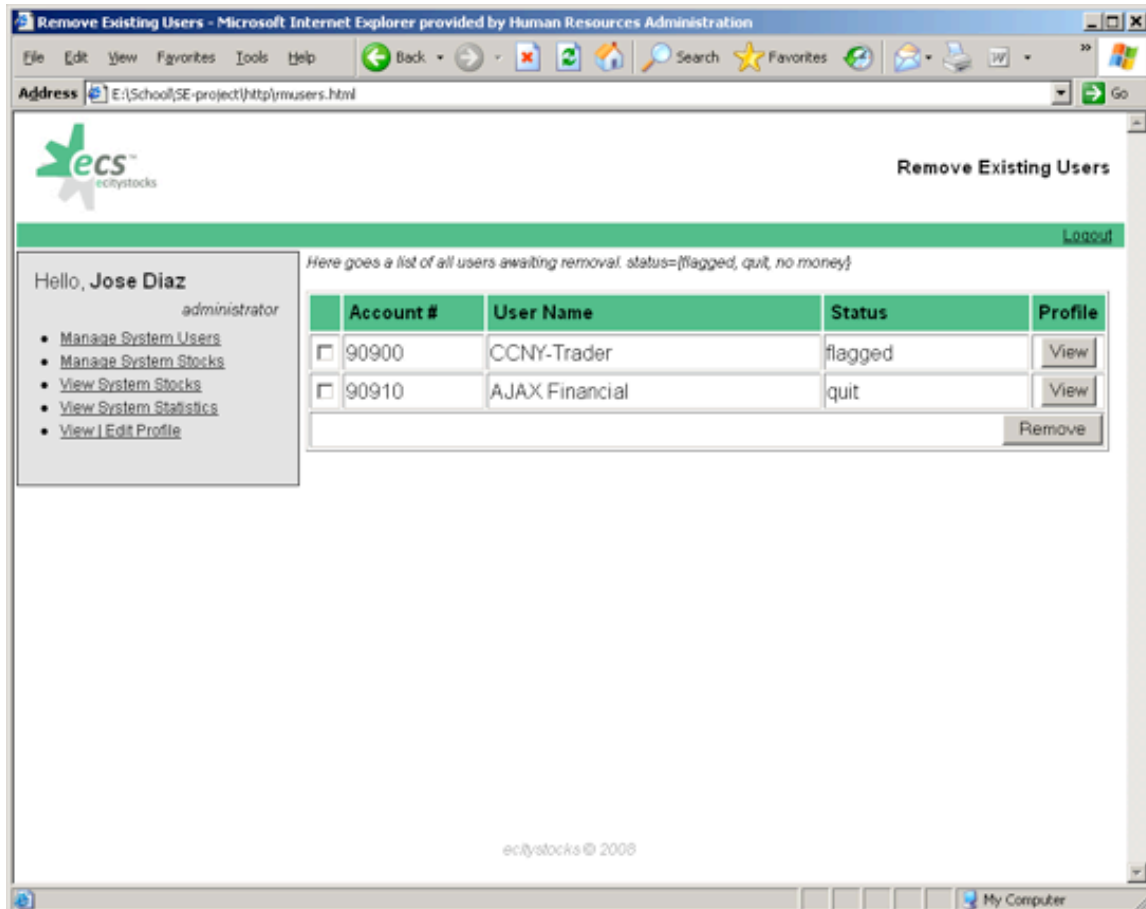 Remove Existing Users - Microsoft Internet Explorer provided by Human Resources Administration
File Edit View Favorites Tools Help Back Search Favorites
Address E:\School\SE-project\http\rmusers.html Go
ecs™
ecitystocks
Remove Existing Users
Logout
Hello, Jose Diaz
administrator
Manage System Users
Manage System Stocks
View System Stocks
View System Statistics
View | Edit Profile
Here goes a list of all users awaiting removal. status={flagged, quit, no money}
Account # User Name Status Profile
90900 CCNY-Trader flagged View
90910 AJAX Financial quit View
Remove
ecitystocks © 2008
My Computer